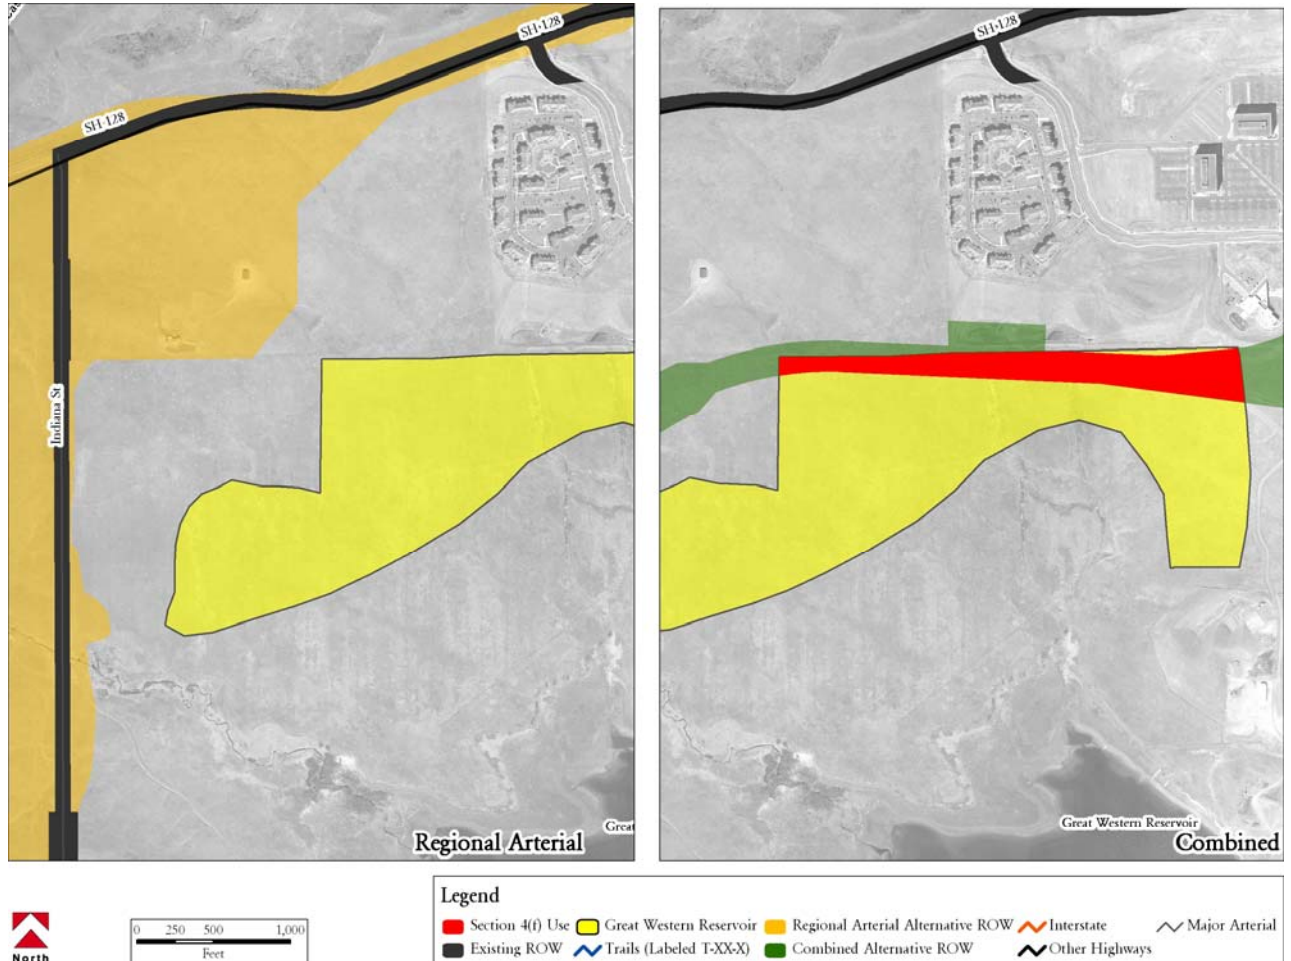 SH-128
SH-128
Indiana St
Great
Regional Arterial
SH-128
Great Western Reservoir
Combined
North
0 250 500 1,000
Feet
Legend
Section 4(f) Use
Great Western Reservoir
Regional Arterial Alternative ROW
Interstate
Major Arterial
Existing ROW
Trails (Labeled T-XX-X)
Combined Alternative ROW
Other Highways